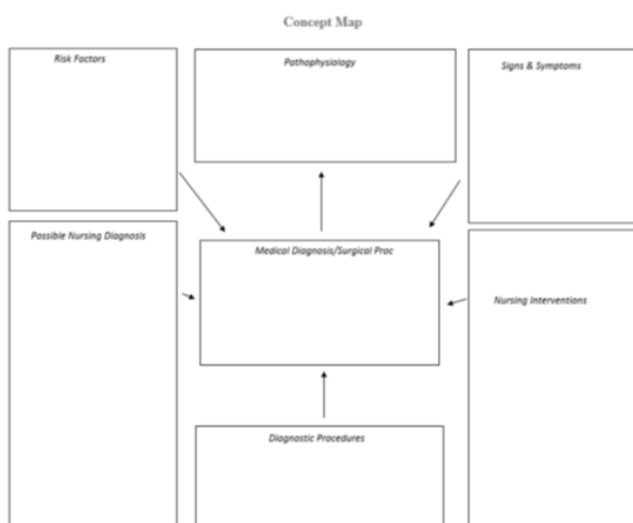 Concept Map
Risk Factors
Pathophysiology
Signs & Symptoms
Possible Nursing Diagnosis
Medical Diagnosis/Surgical Proc
Nursing Interventions
Diagnostic Procedures